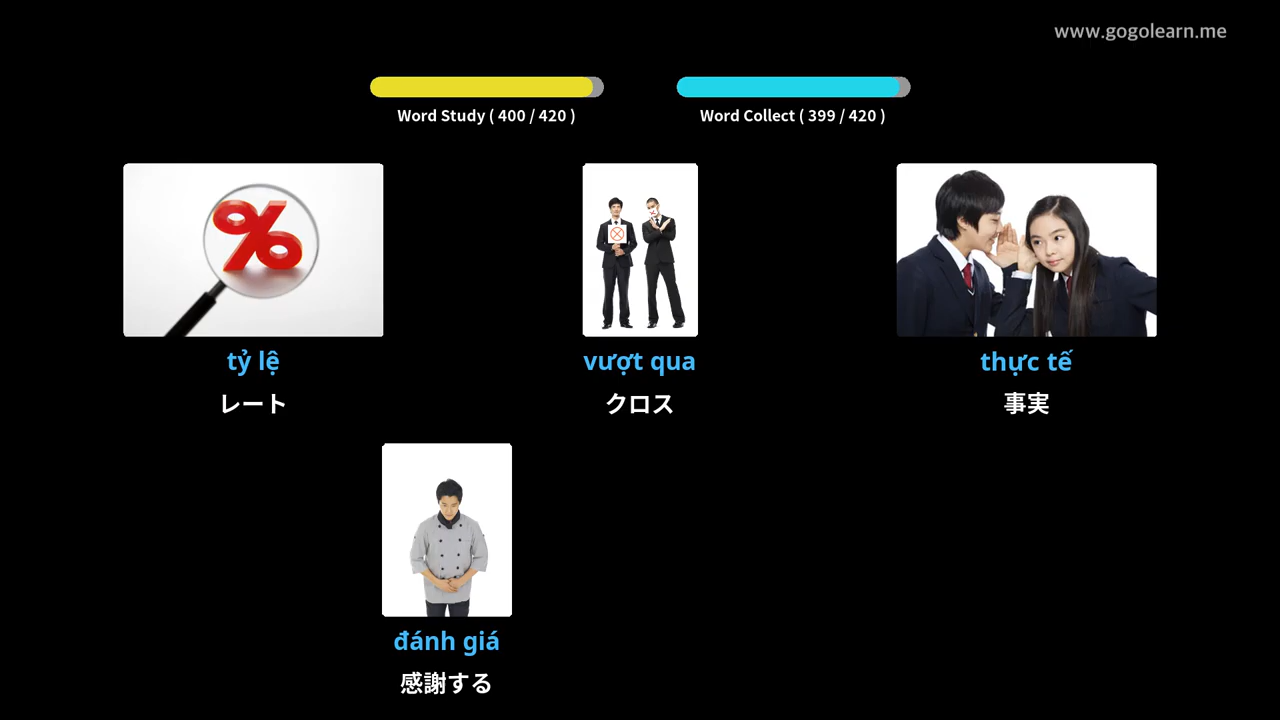 www.gogolearn.me
Word Study ( 400 / 420 )
Word Collect ( 399 / 420 )
%
tỷ lệ
レート
vượt qua
クロス
thực tế
事実
đánh giá
感謝する